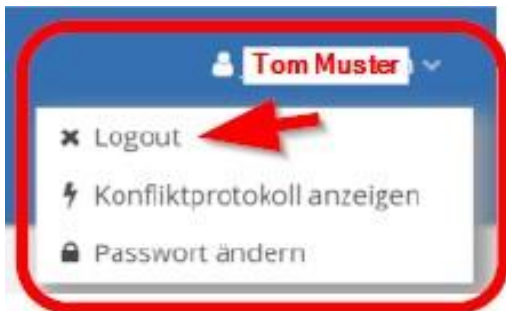 Tom Muster
Logout
Konfliktprotokoll anzeigen
Passwort ändern